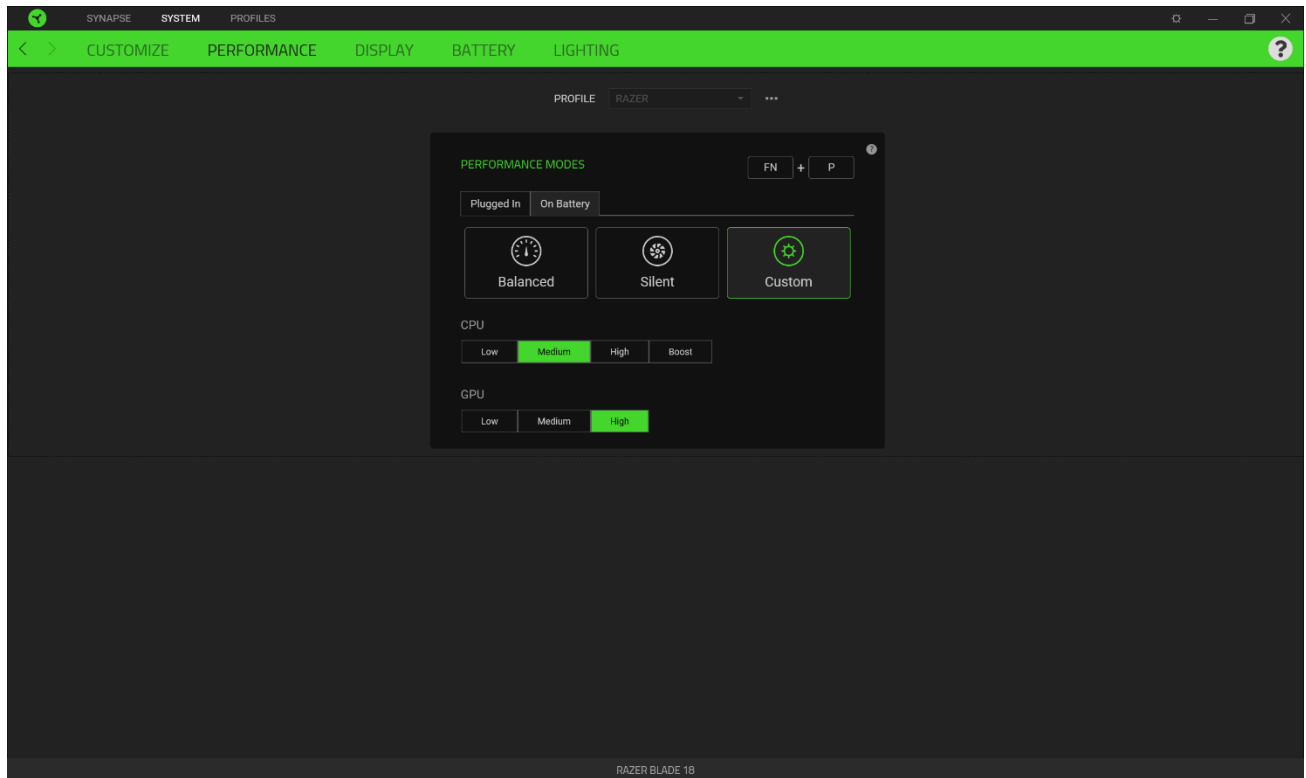 SYNAPSE SYSTEM PROFILES
CUSTOMIZE PERFORMANCE DISPLAY BATTERY LIGHTING ?
PROFILE RAZER
PERFORMANCE MODES FN + P ?
Plugged In On Battery
Balanced Silent Custom
CPU
Low Medium High Boost
GPU
Low Medium High
RAZER BLADE 18